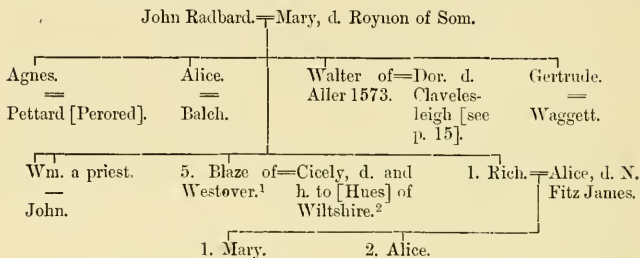 John Radbard.=Mary, d. Roynon of Som.
Agnes. Alice. Walter of=Dor. d. Gertrude.
= = Aller 1573. Claveles- =
Pettard [Perored]. Balch. leigh [see Waggett.
p. 15].
Wm. a priest. 5. Blaze of=Cicely, d. and 1. Rich.=Alice, d. N.
— Westover.¹ h. to [Hues] of Fitz James.
John. Wiltshire.²
1. Mary. 2. Alice.